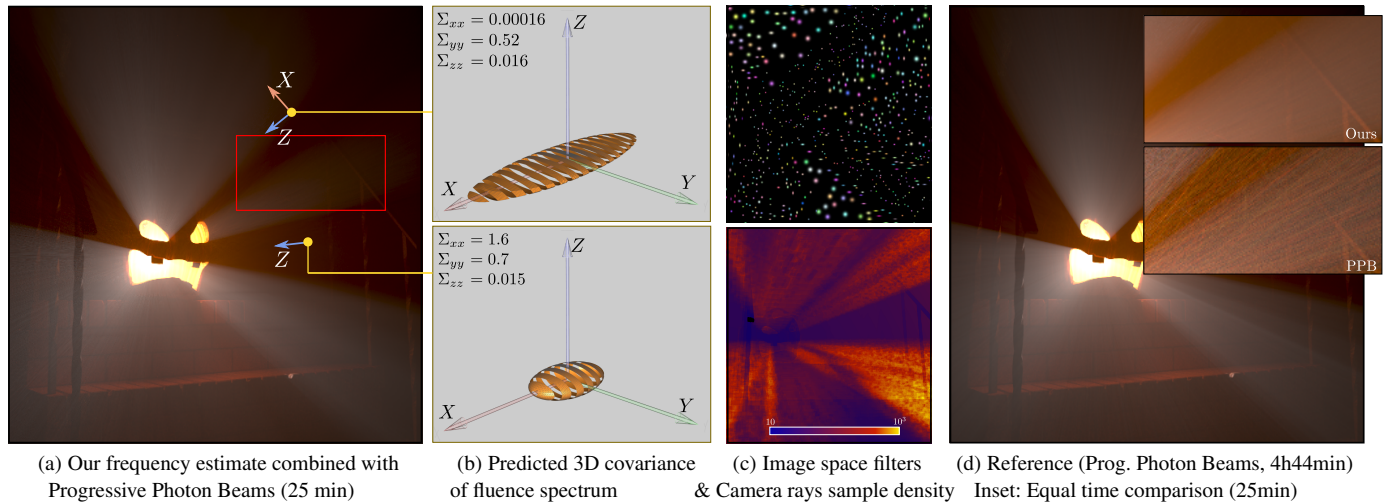 X
Z
Z
Σxx = 0.00016
Σyy = 0.52
Σzz = 0.016
Z
X
Y
Σxx = 1.6
Σyy = 0.7
Σzz = 0.015
Z
X
Y
10
10³
Ours
PPB
(a) Our frequency estimate combined with
Progressive Photon Beams (25 min)
(b) Predicted 3D covariance
of fluence spectrum
(c) Image space filters
& Camera rays sample density
(d) Reference (Prog. Photon Beams, 4h44min)
Inset: Equal time comparison (25min)